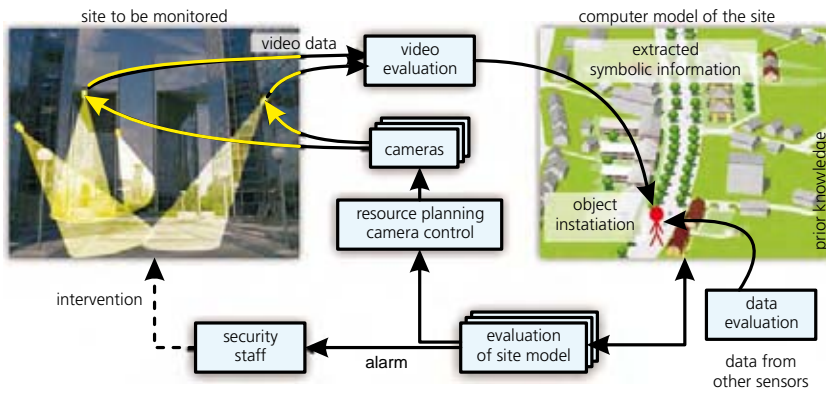 site to be monitored
computer model of the site
video data
video
evaluation
extracted
symbolic information
cameras
resource planning
camera control
object
instatiation
prior knowledge
intervention
security
staff
alarm
evaluation
of site model
data
evaluation
data from
other sensors